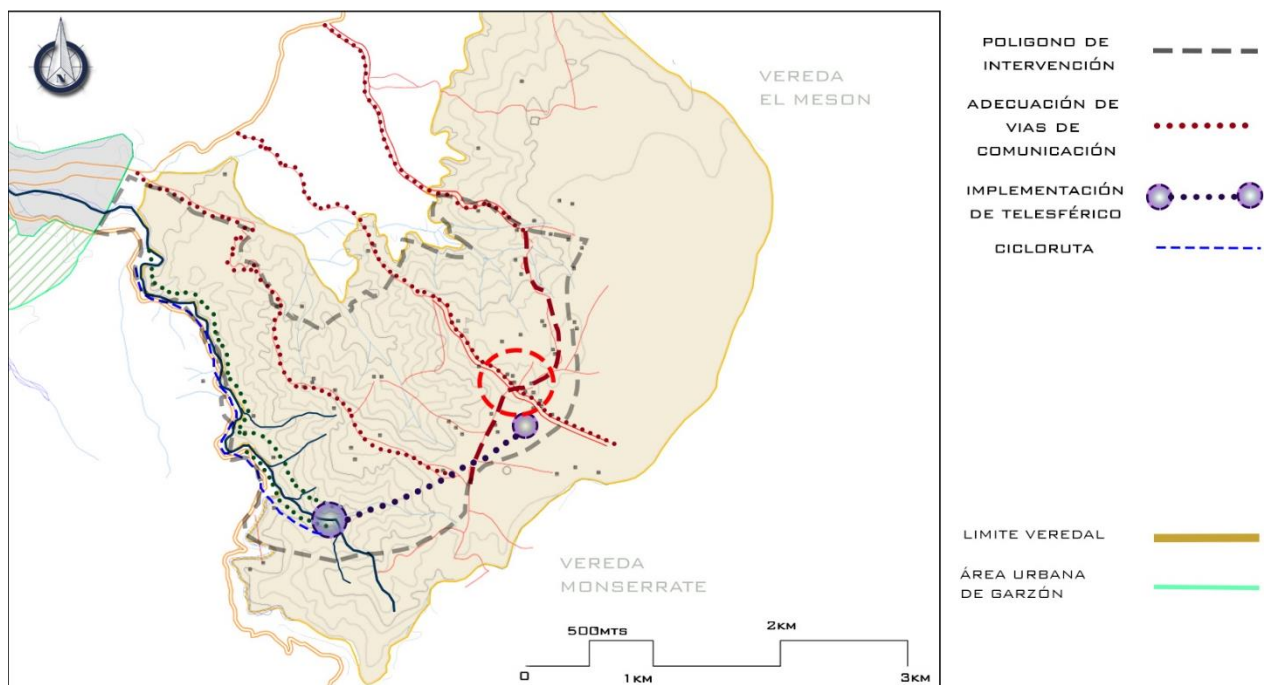 N
VEREDA
EL MESON
VEREDA
MONSERRATE
500MTS
2KM
0
1KM
3KM
POLIGONO DE
INTERVENCIÓN
ADECUACIÓN DE
VIAS DE
COMUNICACIÓN
IMPLEMENTACIÓN
DE TELESFÉRICO
CICLORUTA
LIMITE VEREDAL
ÁREA URBANA
DE GARZÓN